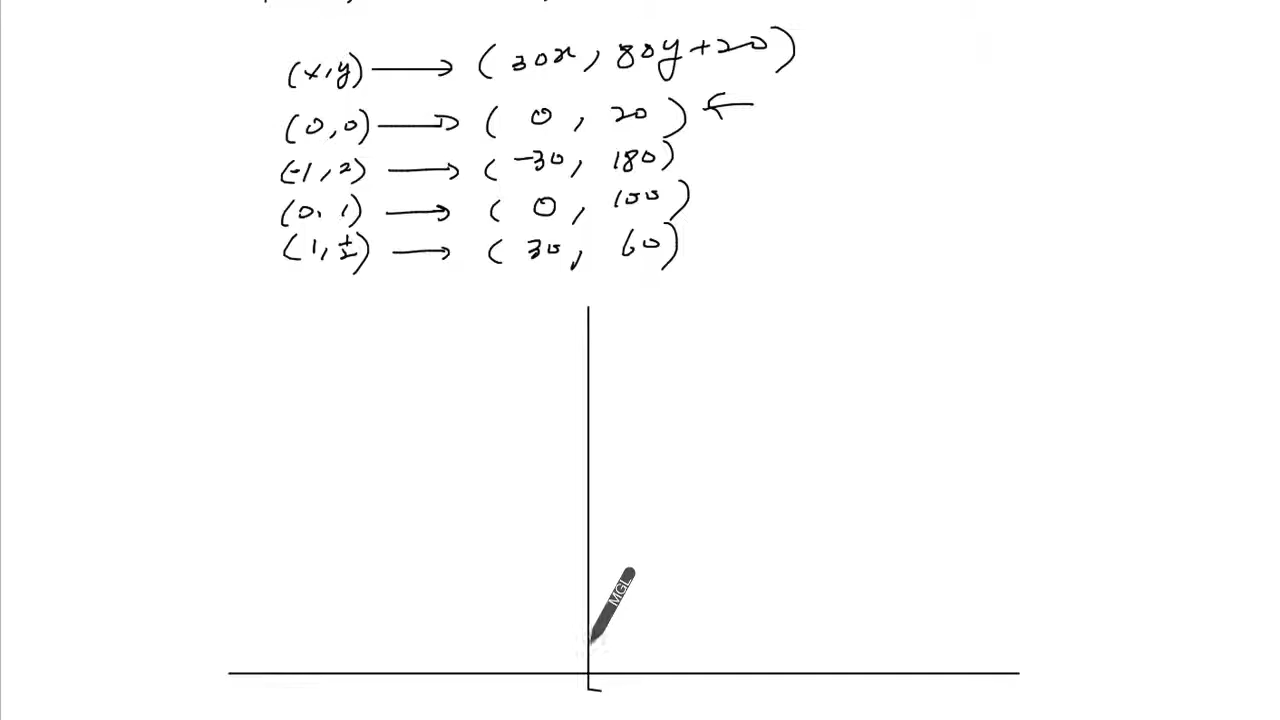 (x,y) → (30x, 80y+20)
(0,0) → ( 0 , 20 ) ←
(-1,2) → (-30, 180)
(0,1) → ( 0 , 100 )
(1,½) → ( 30 , 60 )
MGL